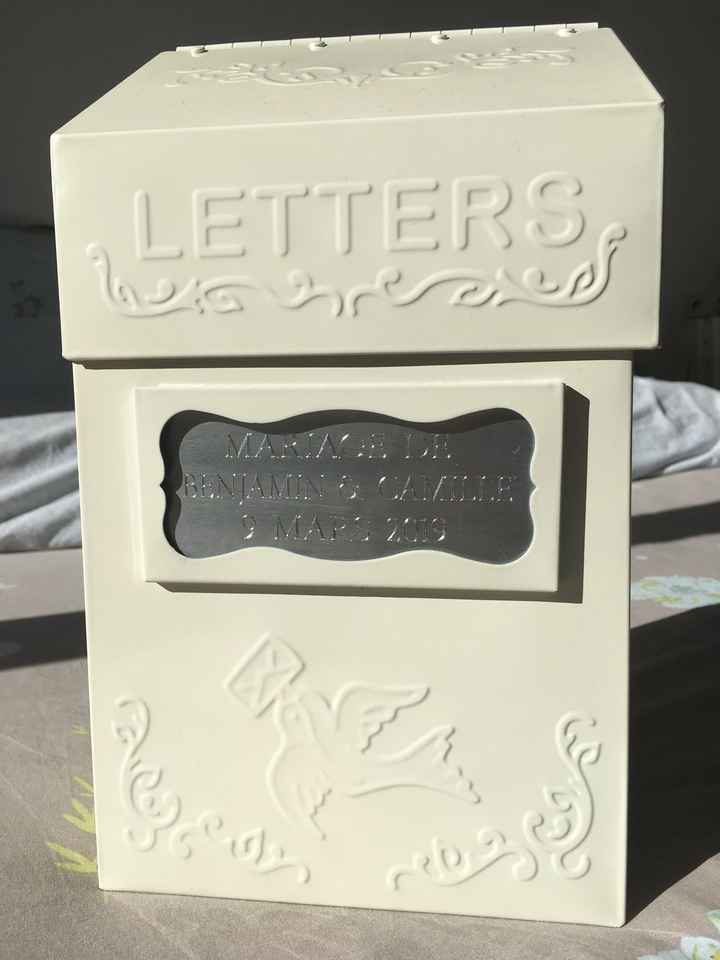 LETTERS
MARIAGE DE
BENJAMIN & CAMILLE
9 MARS 2019